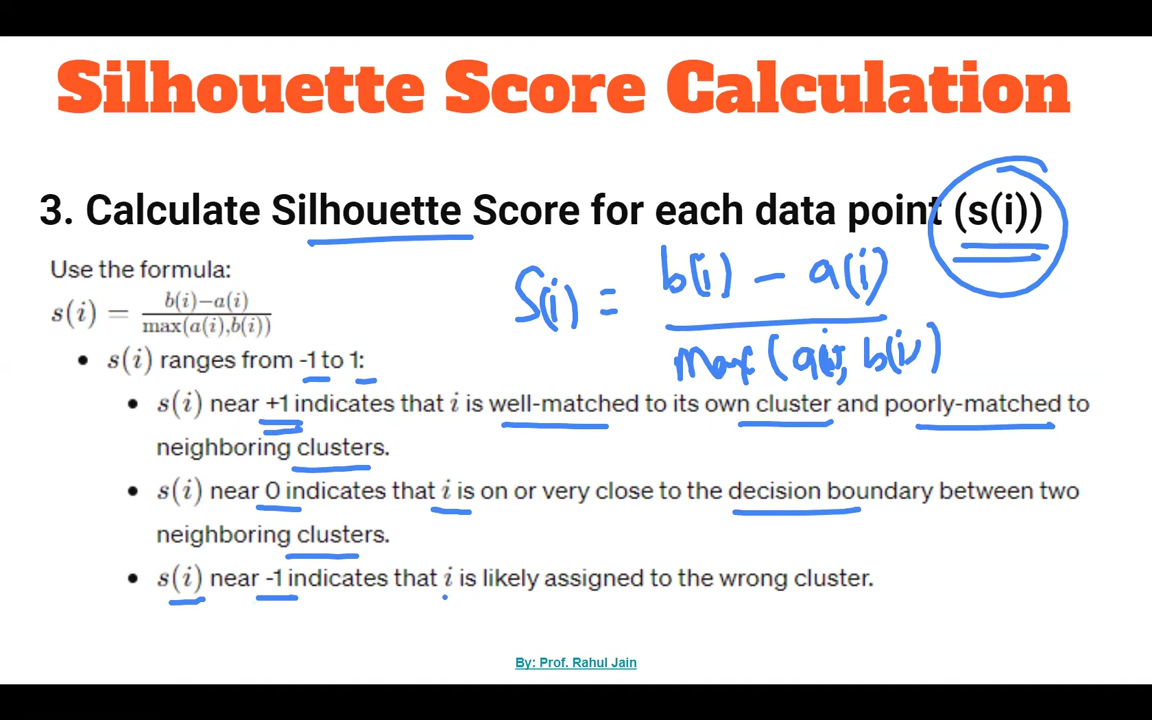 Silhouette Score Calculation
3. Calculate Silhouette Score for each data point (s(i))
Use the formula:
s(i) = b(i)−a(i) / max(a(i),b(i))
S(i) = b(i) − a(i) / max (a(i), b(i))
• s(i) ranges from -1 to 1:
• s(i) near +1 indicates that i is well-matched to its own cluster and poorly-matched to
neighboring clusters.
• s(i) near 0 indicates that i is on or very close to the decision boundary between two
neighboring clusters.
• s(i) near -1 indicates that i is likely assigned to the wrong cluster.
By: Prof. Rahul Jain